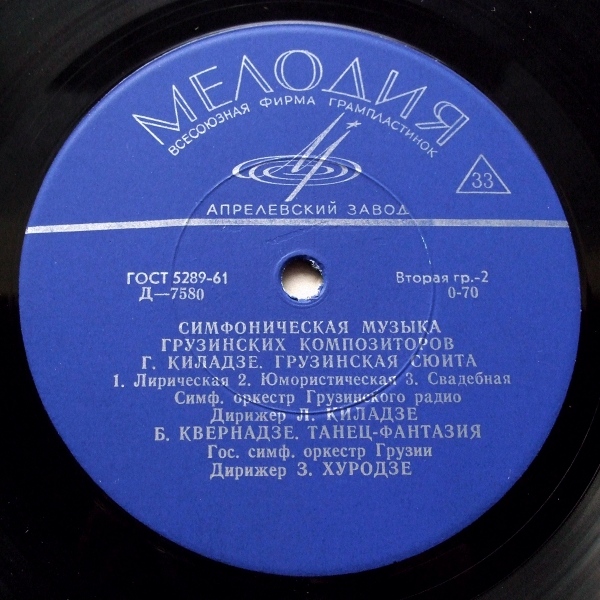 МЕЛОДИЯ
ВСЕСОЮЗНАЯ ФИРМА ГРАМПЛАСТИНОК
33
АПРЕЛЕВСКИЙ ЗАВОД
ГОСТ 5289-61 Вторая гр.-2
Д—7580 0-70
СИМФОНИЧЕСКАЯ МУЗЫКА
ГРУЗИНСКИХ КОМПОЗИТОРОВ
Г. КИЛАДЗЕ. ГРУЗИНСКАЯ СЮИТА
1. Лирическая 2. Юмористическая 3. Свадебная
Симф. оркестр Грузинского радио
Дирижер Л. КИЛАДЗЕ
Б. КВЕРНАДЗЕ. ТАНЕЦ-ФАНТАЗИЯ
Гос. симф. оркестр Грузии
Дирижер З. ХУРОДЗЕ